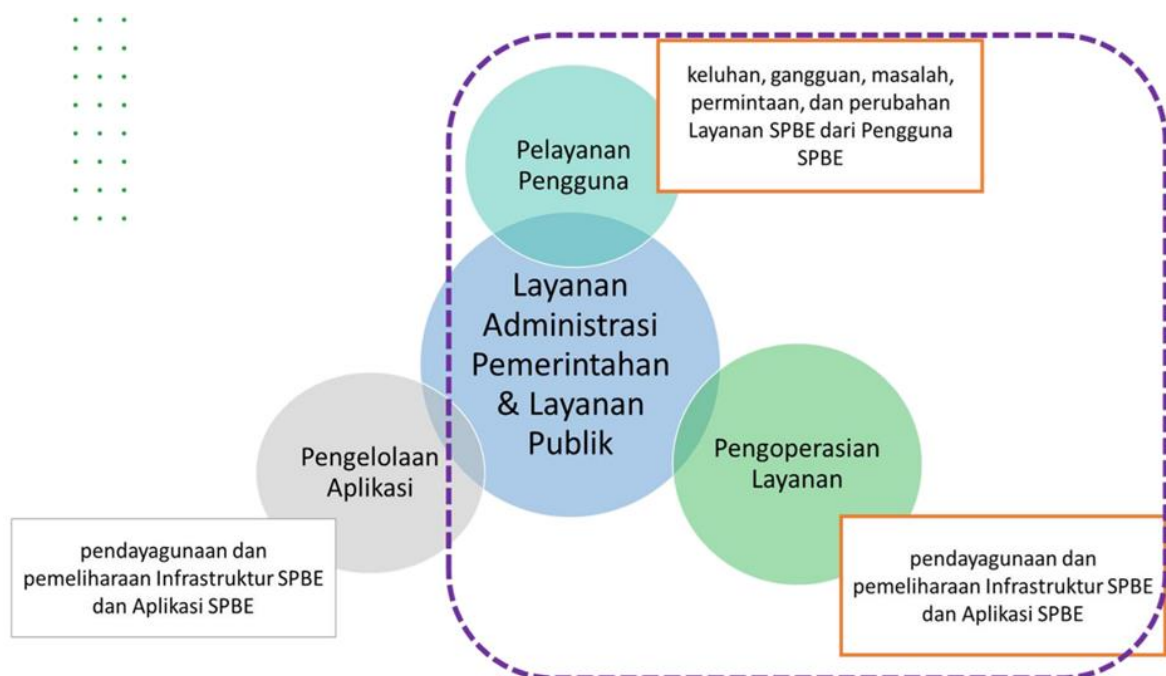 keluhan, gangguan, masalah,
permintaan, dan perubahan
Layanan SPBE dari Pengguna
SPBE
Pelayanan
Pengguna
Layanan
Administrasi
Pemerintahan
& Layanan
Publik
Pengelolaan
Aplikasi
Pengoperasian
Layanan
pendayagunaan dan
pemeliharaan Infrastruktur SPBE
dan Aplikasi SPBE
pendayagunaan dan
pemeliharaan Infrastruktur SPBE
dan Aplikasi SPBE